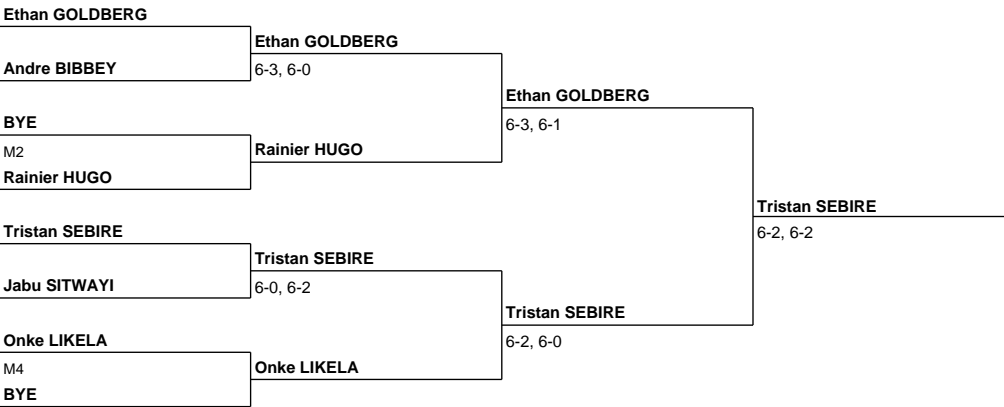 Ethan GOLDBERG
Andre BIBBEY
BYE
M2
Rainier HUGO
Tristan SEBIRE
Jabu SITWAYI
Onke LIKELA
M4
BYE
Ethan GOLDBERG
6-3, 6-0
Rainier HUGO
Tristan SEBIRE
6-0, 6-2
Onke LIKELA
Ethan GOLDBERG
6-3, 6-1
Tristan SEBIRE
6-2, 6-0
Tristan SEBIRE
6-2, 6-2